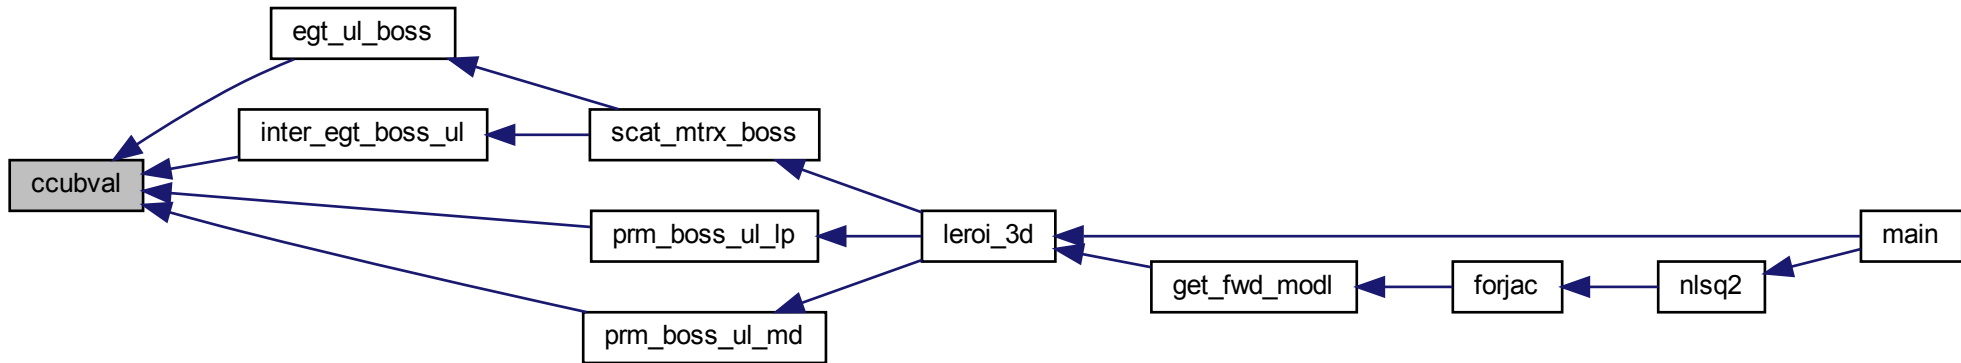 egt_ul_boss
inter_egt_boss_ul
scat_mtrx_boss
ccubval
prm_boss_ul_lp
leroi_3d
main
get_fwd_modl
forjac
nlsq2
prm_boss_ul_md